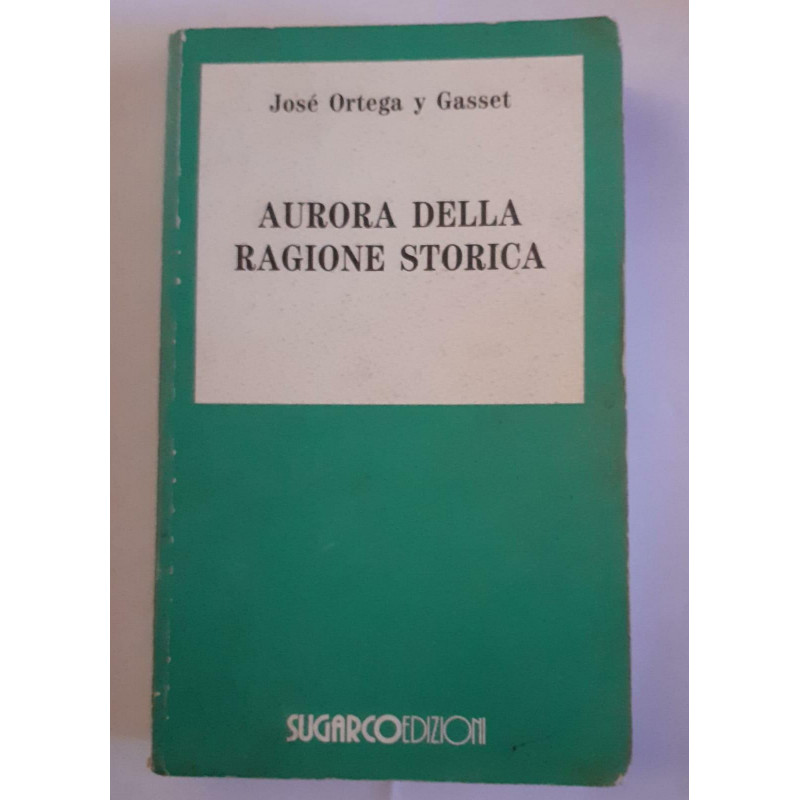 José Ortega y Gasset
AURORA DELLA
RAGIONE STORICA
SUGARCOEDIZIONI